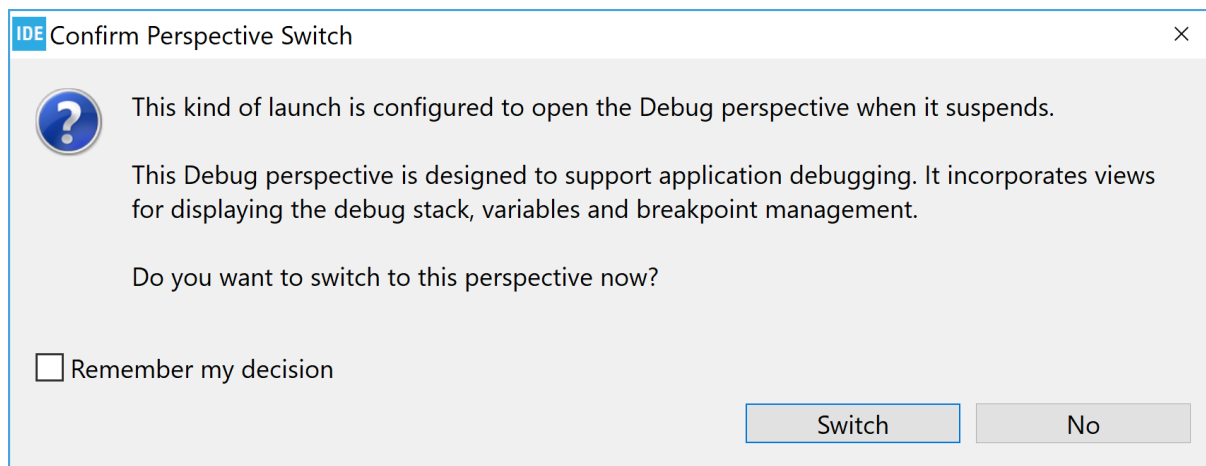 IDE Confirm Perspective Switch
This kind of launch is configured to open the Debug perspective when it suspends.
This Debug perspective is designed to support application debugging. It incorporates views
for displaying the debug stack, variables and breakpoint management.
Do you want to switch to this perspective now?
Remember my decision
Switch No